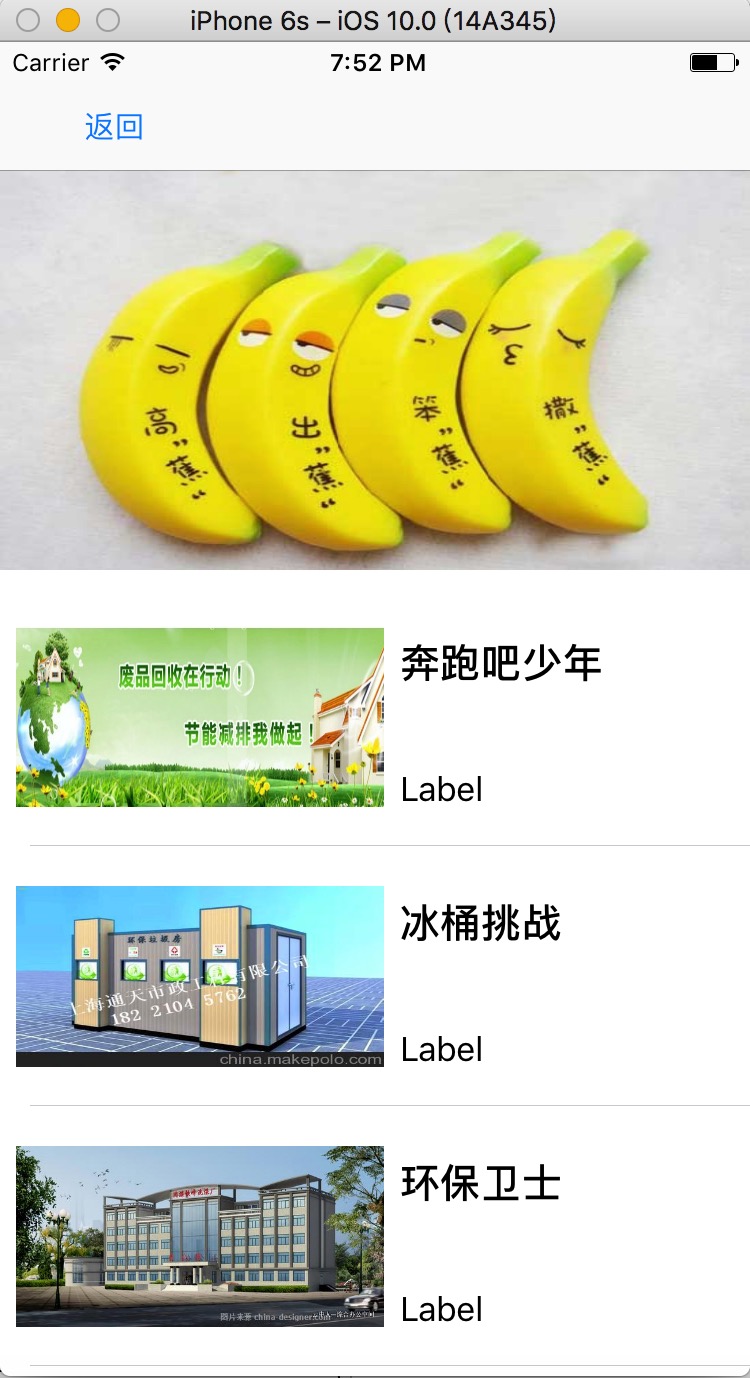 iPhone 6s – iOS 10.0 (14A345)
Carrier 7:52 PM
返回
高 出 笨 撒
”蕉“ ”蕉“ ”蕉“ ”蕉“
废品回收在行动！
节能减排我做起！
奔跑吧少年
Label
环保垃圾房
上海通天市政工程有限公司
182 2104 5762
china.makepolo.com
冰桶挑战
Label
图片来源 china-designer.com
环保卫士
Label